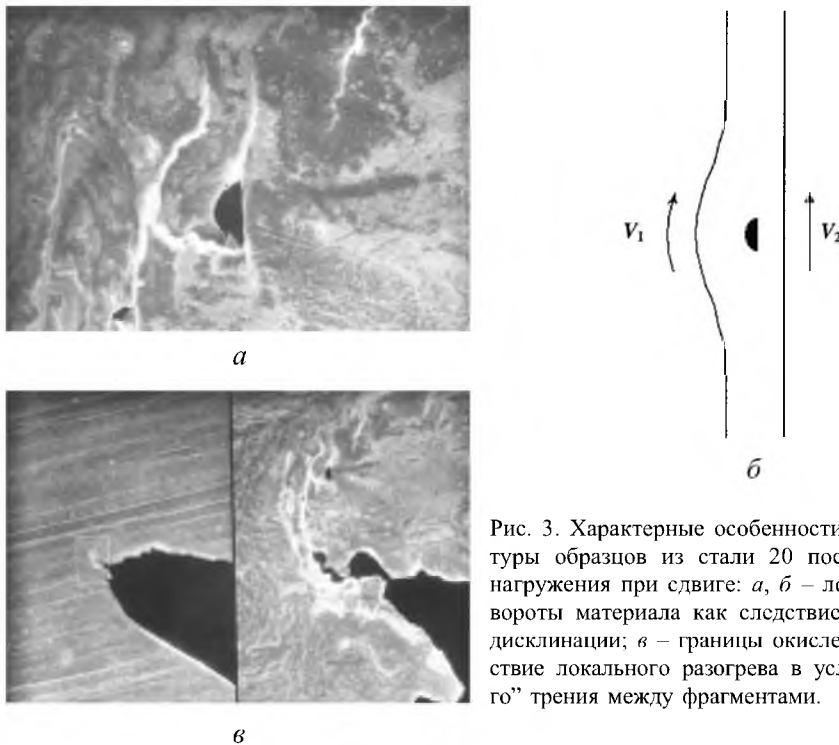 а
V₁
V₂
б
в
Рис. 3. Характерные особенности
туры образцов из стали 20 пос
нагружения при сдвиге: а, б – ло
вороты материала как следствие
дисклинации; в – границы окисле
ствие локального разогрева в усл
го” трения между фрагментами.